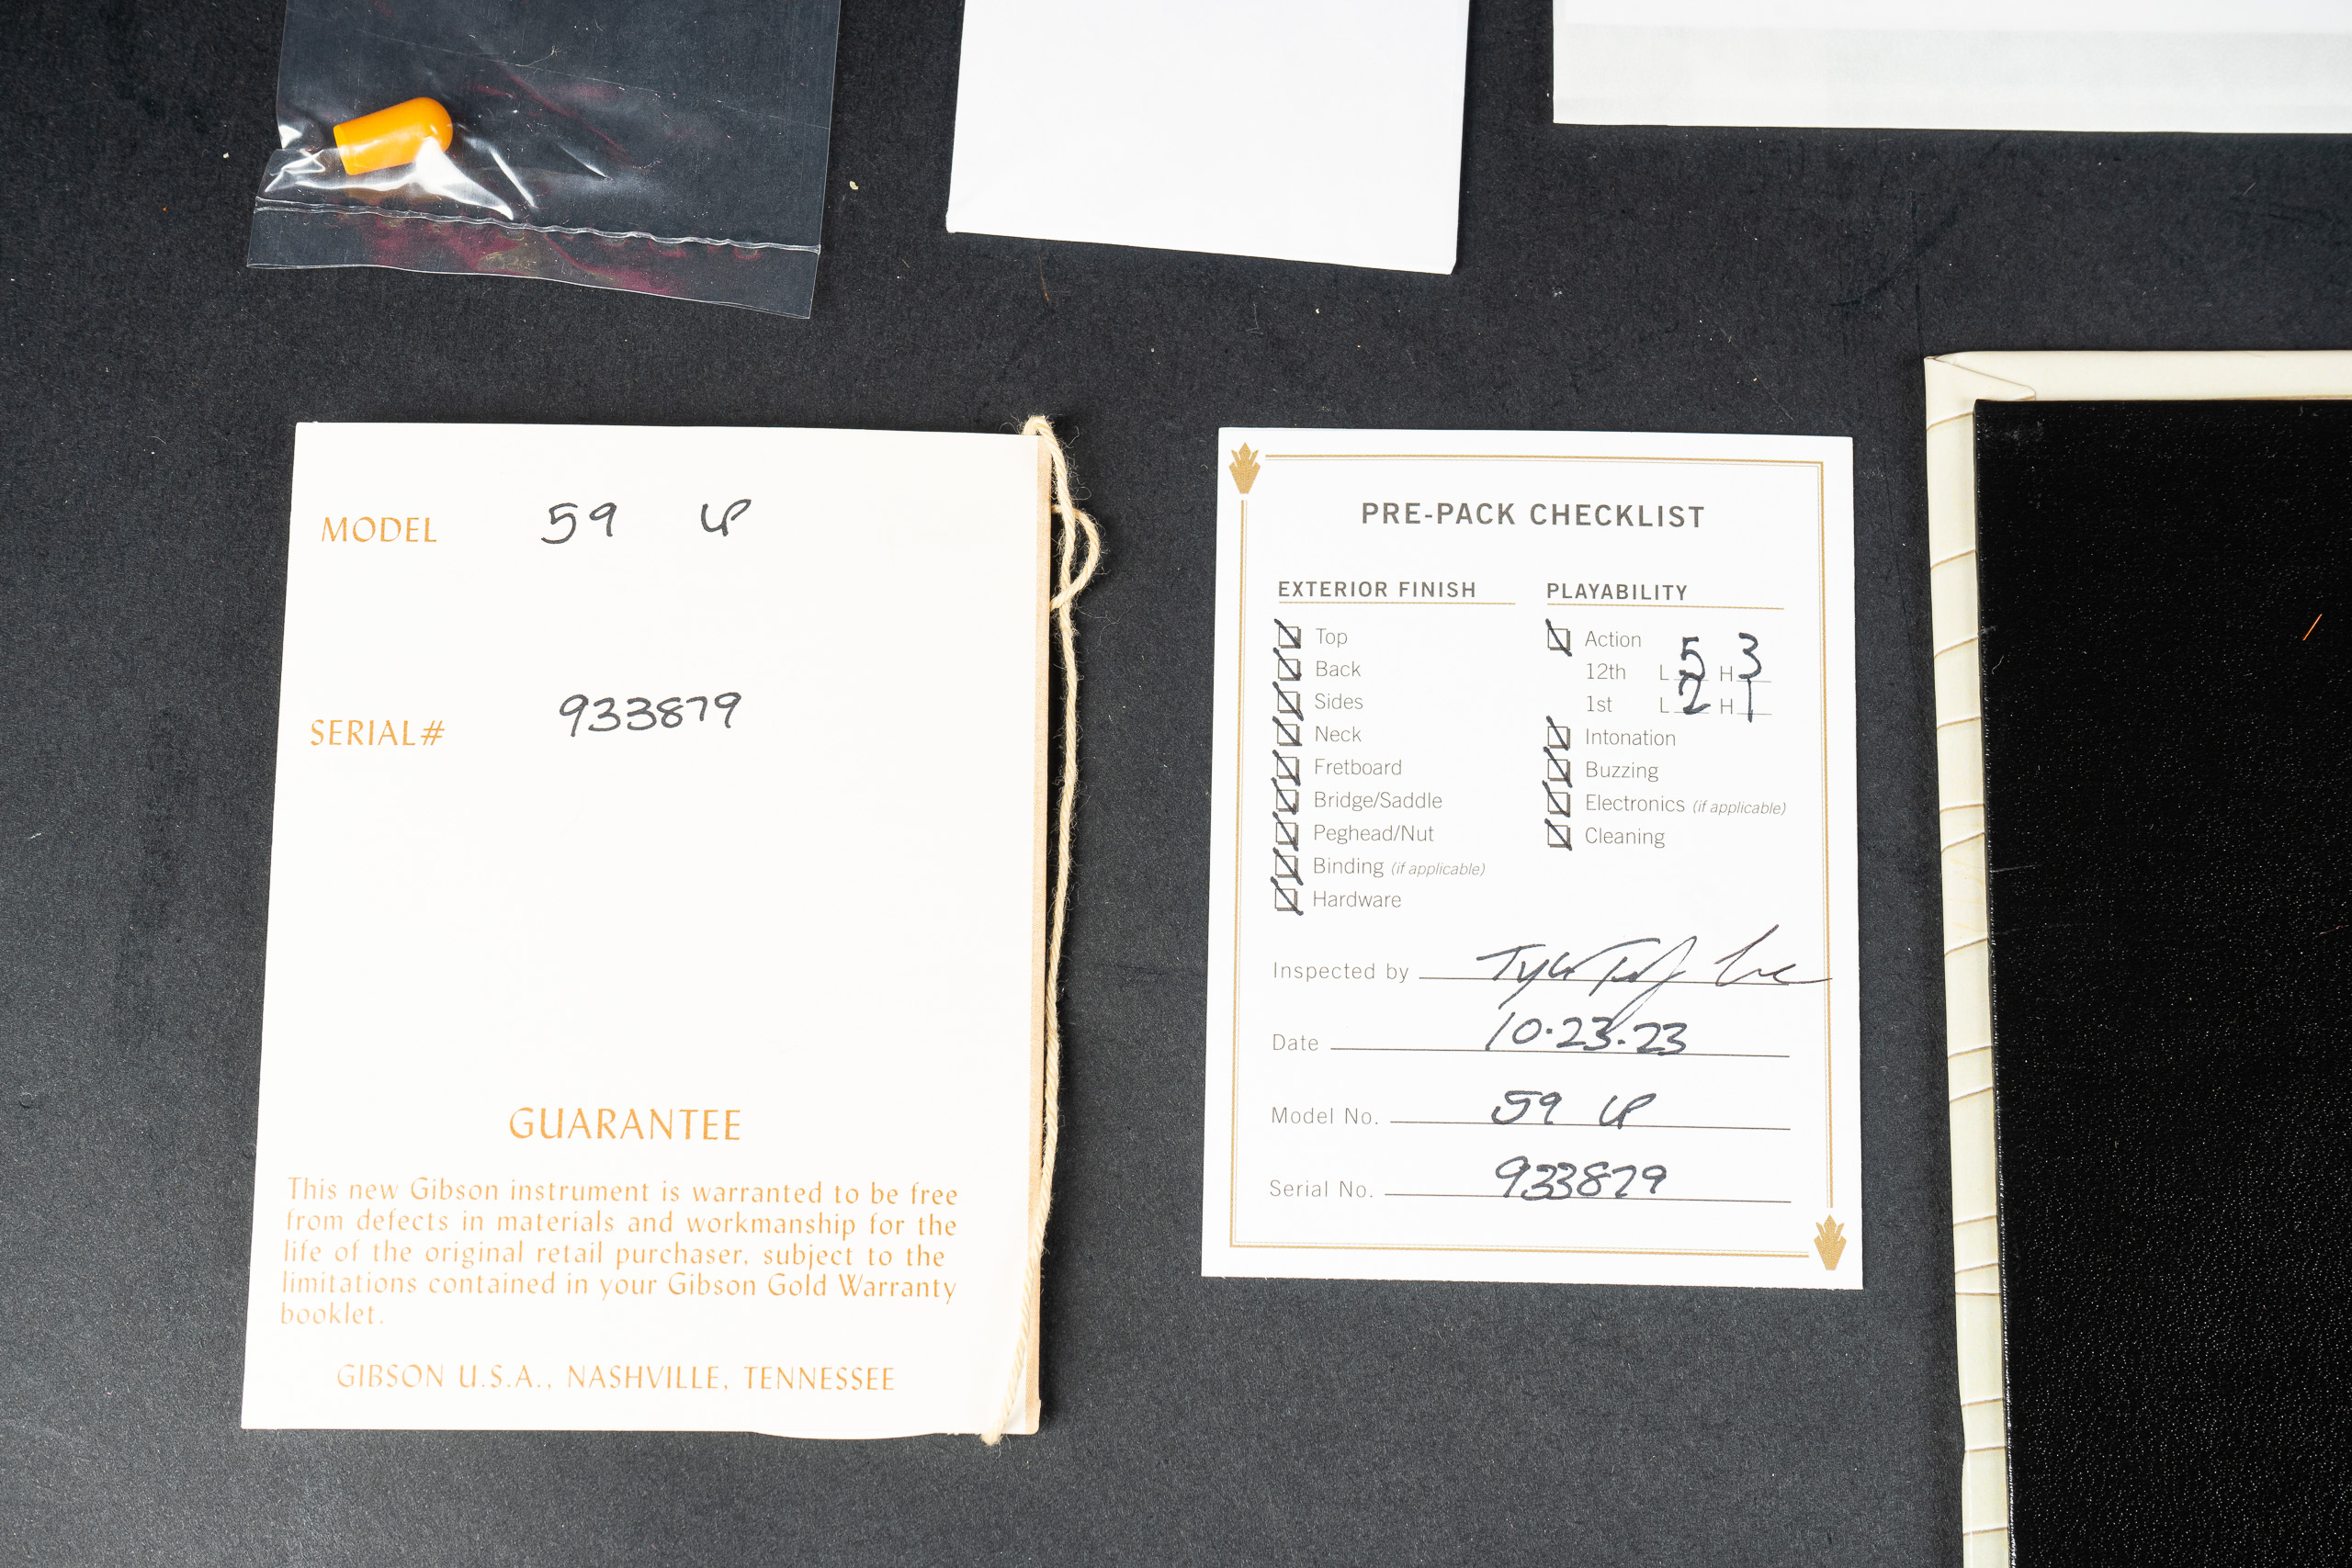 MODEL 59 LP
SERIAL# 933879
GUARANTEE
This new Gibson instrument is warranted to be free
from defects in materials and workmanship for the
life of the original retail purchaser, subject to the
limitations contained in your Gibson Gold Warranty
booklet.
GIBSON U.S.A., NASHVILLE, TENNESSEE
PRE-PACK CHECKLIST
EXTERIOR FINISH
Top
Back
Sides
Neck
Fretboard
Bridge/Saddle
Peghead/Nut
Binding (if applicable)
Hardware
PLAYABILITY
Action
12th L 5 H 3
1st L 2 H 1
Intonation
Buzzing
Electronics (if applicable)
Cleaning
Inspected by
Date 10·23·23
Model No. 59 LP
Serial No. 933879